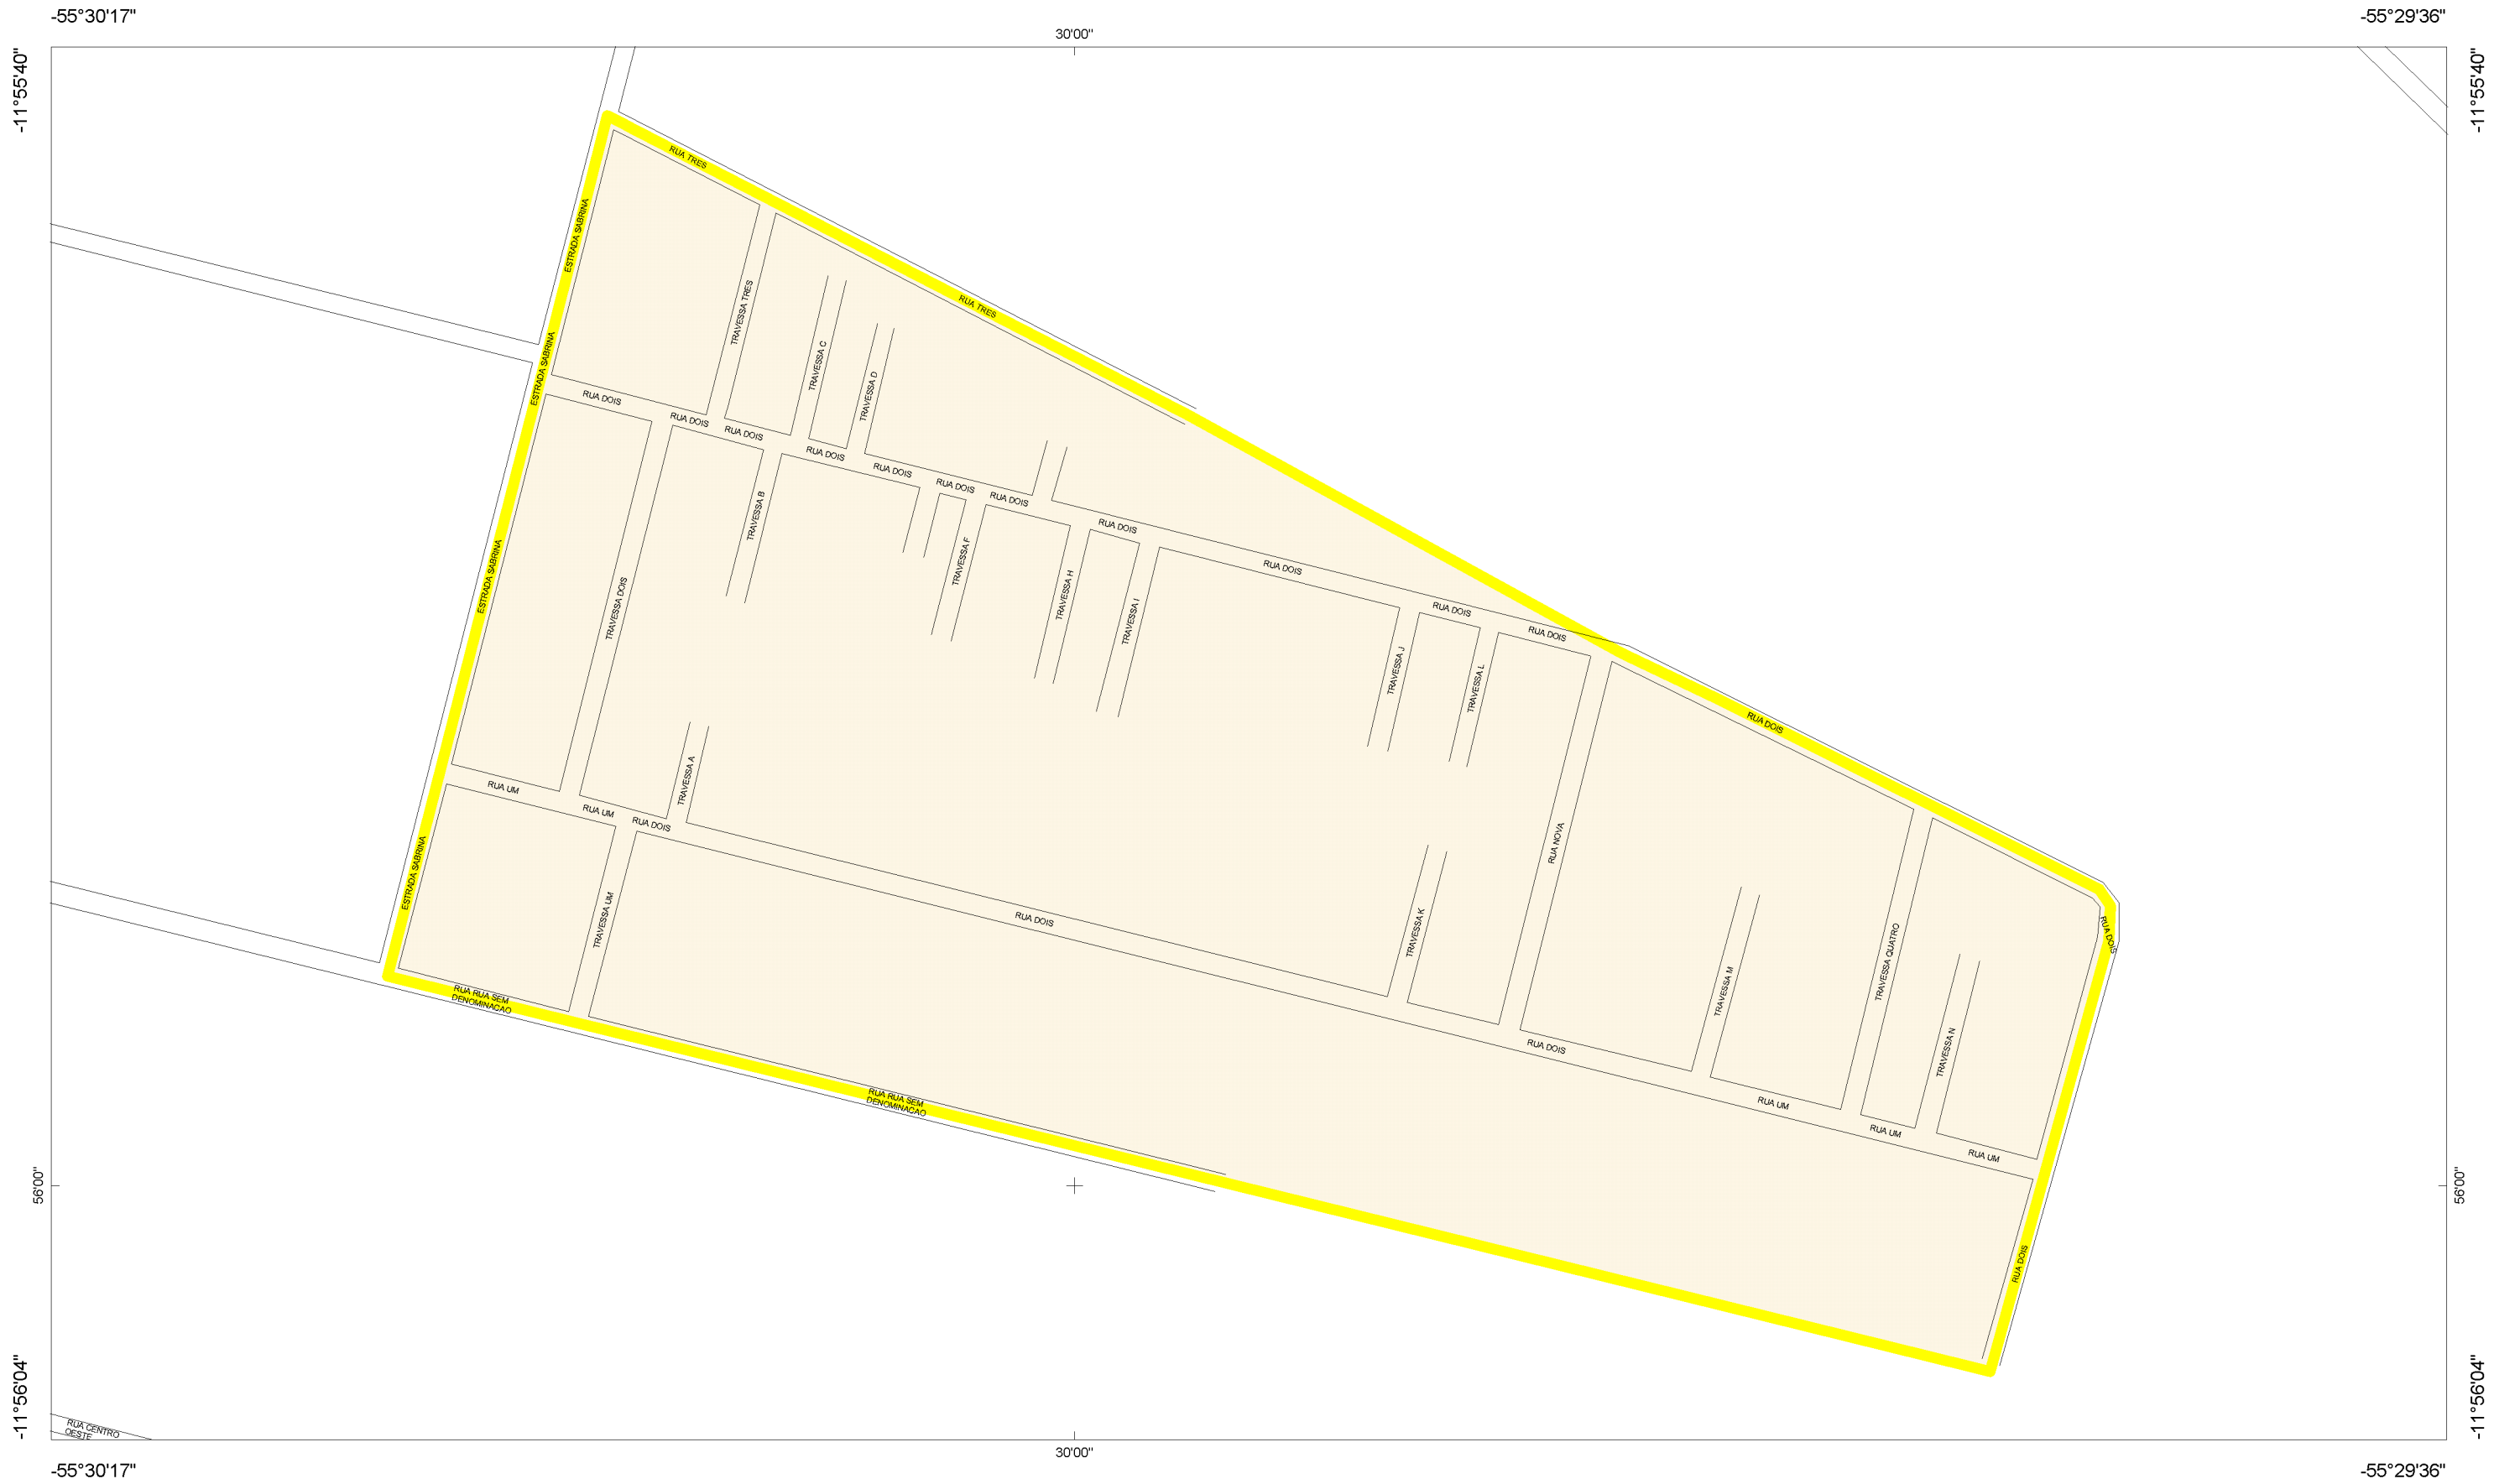 -55°30'17"
-55°29'36"
30'00"
-11°55'40"
-11°55'40"
RUA TRES
ESTRADA SABRINA
RUA TRES
TRAVESSA TRES
TRAVESSA C
ESTRADA SABRINA
TRAVESSA D
RUA DOIS
RUA DOIS
RUA DOIS
RUA DOIS
RUA DOIS
RUA DOIS
RUA DOIS
RUA DOIS
TRAVESSA B
TRAVESSA F
ESTRADA SABRINA
RUA DOIS
TRAVESSA DOIS
TRAVESSA H
TRAVESSA I
RUA DOIS
RUA DOIS
TRAVESSA J
TRAVESSA L
RUA DOIS
TRAVESSA A
RUA UM
RUA UM
RUA DOIS
RUA NOVA
ESTRADA SABRINA
TRAVESSA UM
RUA DOIS
TRAVESSA K
RUA DOIS
TRAVESSA QUATRO
TRAVESSA M
RUA RUA SEM
DENOMINACAO
RUA DOIS
TRAVESSA N
RUA RUA SEM
DENOMINACAO
RUA UM
RUA UM
RUA UM
56'00"
56'00"
RUA DOIS
-11°56'04"
-11°56'04"
RUA CENTRO
OESTE
30'00"
-55°30'17"
-55°29'36"